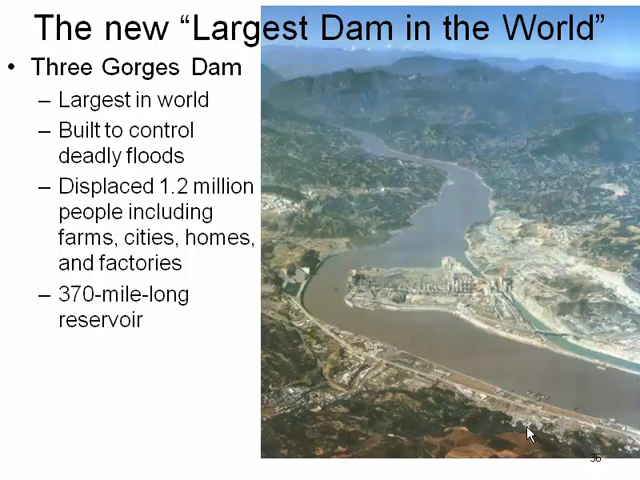 The new “Largest Dam in the World”
• Three Gorges Dam
– Largest in world
– Built to control
deadly floods
– Displaced 1.2 million
people including
farms, cities, homes,
and factories
– 370-mile-long
reservoir
36